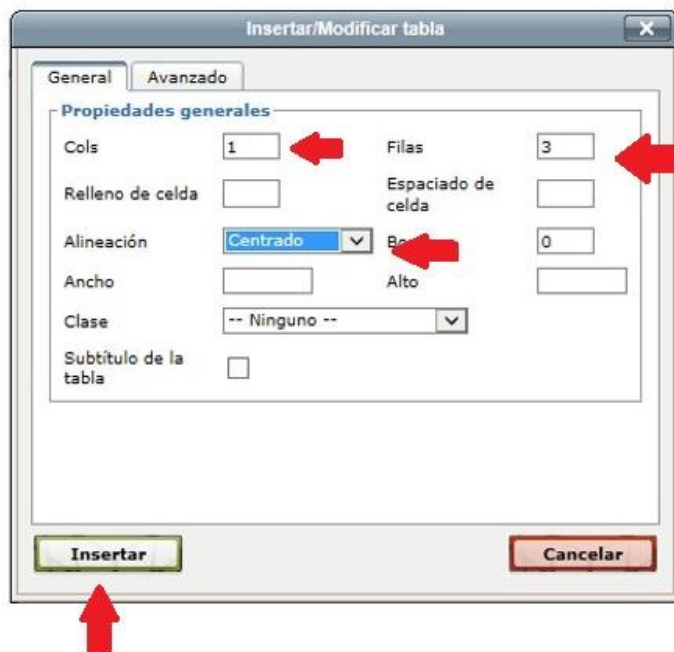 Insertar/Modificar tabla
General Avanzado
Propiedades generales
Cols 1 Filas 3
Relleno de celda Espaciado de
celda
Alineación Centrado 0
Ancho Alto
Clase -- Ninguno --
Subtítulo de la
tabla
Insertar Cancelar